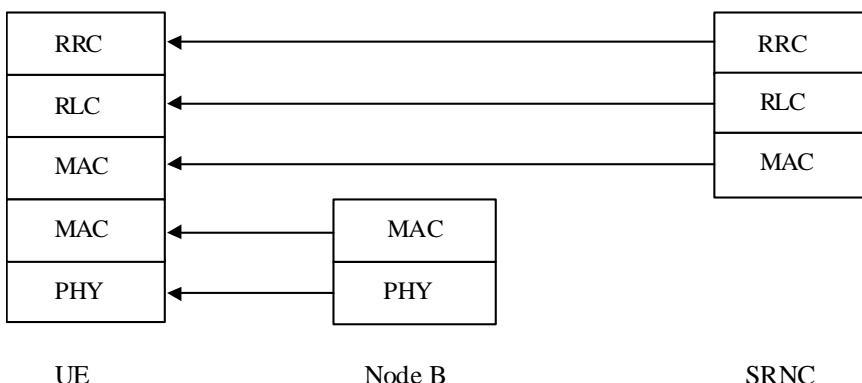 RRC RRC
RLC RLC
MAC MAC
MAC MAC
PHY PHY
UE Node B SRNC